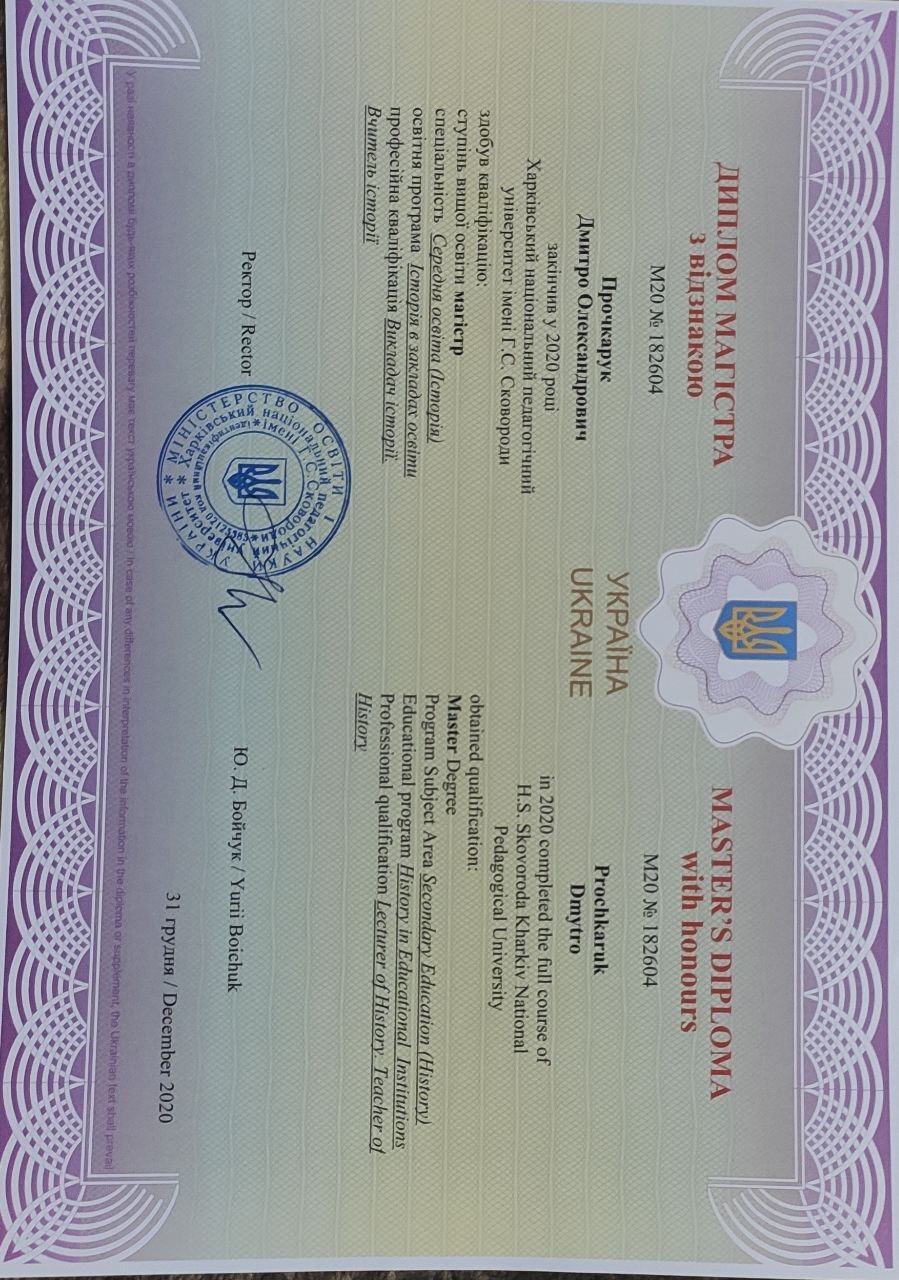 ДИПЛОМ МАГІСТРА
з відзнакою
М20 № 182604
Прочкарук
Дмитро Олександрович
закінчив у 2020 році
Харківський національний педагогічний
університет імені Г.С. Сковороди
здобув кваліфікацію:
ступінь вищої освіти магістр
спеціальність Середня освіта (Історія)
освітня програма Історія в закладах освіти
професійна кваліфікація Викладач історії.
Вчитель історії
УКРАЇНА
UKRAINE
MASTER’S DIPLOMA
with honours
M20 № 182604
Prochkaruk
Dmytro
in 2020 completed the full course of
H.S. Skovoroda Kharkiv National
Pedagogical University
obtained qualification:
Master Degree
Program Subject Area Secondary Education (History)
Educational program History in Educational Institutions
Professional qualification Lecturer of History. Teacher of
History
Ректор / Rector
Ю. Д. Бойчук / Yurii Boichuk
31 грудня / December 2020
МІНІСТЕРСТВО ОСВІТИ І НАУКИ УКРАЇНИ
Харківський національний педагогічний університет
імені Г.С. Сковороди
Ідентифікаційний код 02125585
У разі наявності в дипломі будь-яких розбіжностей перевагу має текст українською мовою / In case of any differences in interpretation of the information in the diploma or supplement, the Ukrainian text shall prevail